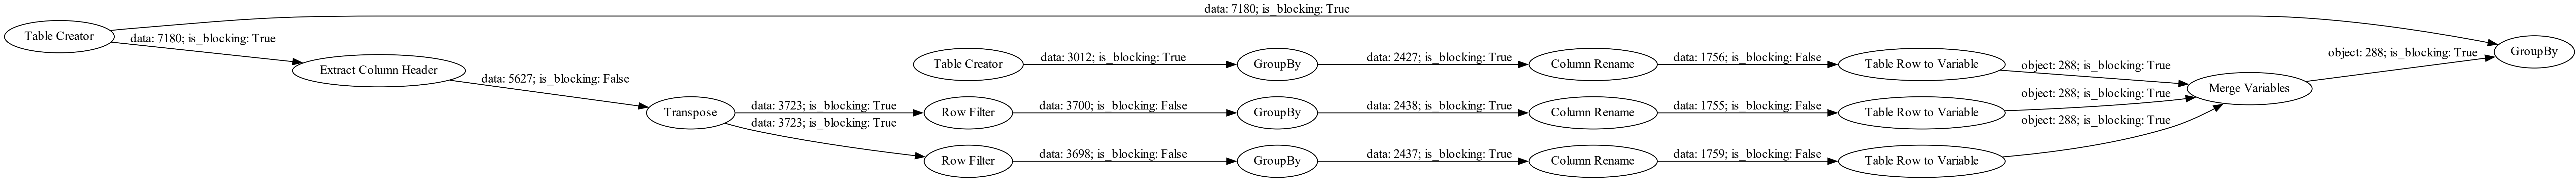 data: 7180; is_blocking: True
Table Creator
data: 7180; is_blocking: True
GroupBy
object: 288; is_blocking: True
Extract Column Header
data: 5627; is_blocking: False
Table Creator
data: 3012; is_blocking: True
GroupBy
data: 2427; is_blocking: True
Column Rename
data: 1756; is_blocking: False
Table Row to Variable
object: 288; is_blocking: True
Merge Variables
Transpose
data: 3723; is_blocking: True
Row Filter
data: 3700; is_blocking: False
GroupBy
data: 2438; is_blocking: True
Column Rename
data: 1755; is_blocking: False
Table Row to Variable
object: 288; is_blocking: True
data: 3723; is_blocking: True
Row Filter
data: 3698; is_blocking: False
GroupBy
data: 2437; is_blocking: True
Column Rename
data: 1759; is_blocking: False
Table Row to Variable
object: 288; is_blocking: True